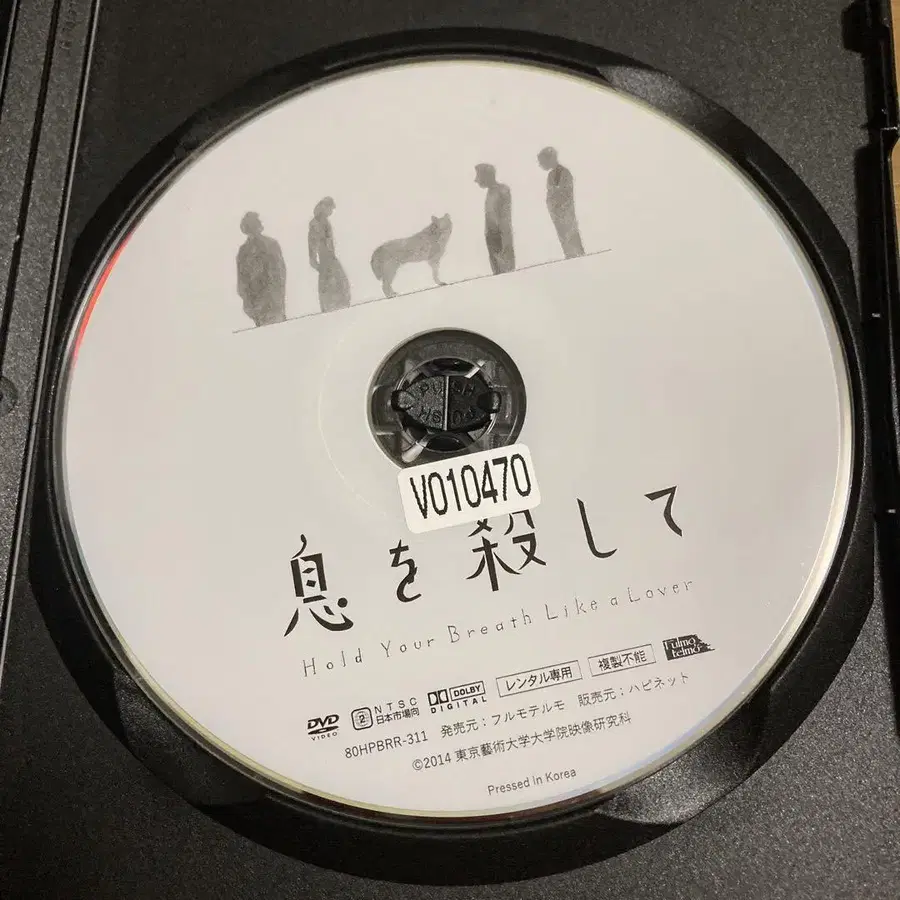 PUSH
PUSH
V010470
息を殺して
Hold Your Breath Like a Lover
DVD VIDEO
2
NTSC
日本市場向
DOLBY DIGITAL
レンタル専用
複製不能
Fulmo telmo
80HPBRR-311 発売元:フルモテルモ 販売元:ハピネット
©2014 東京藝術大学大学院映像研究科
Pressed in Korea